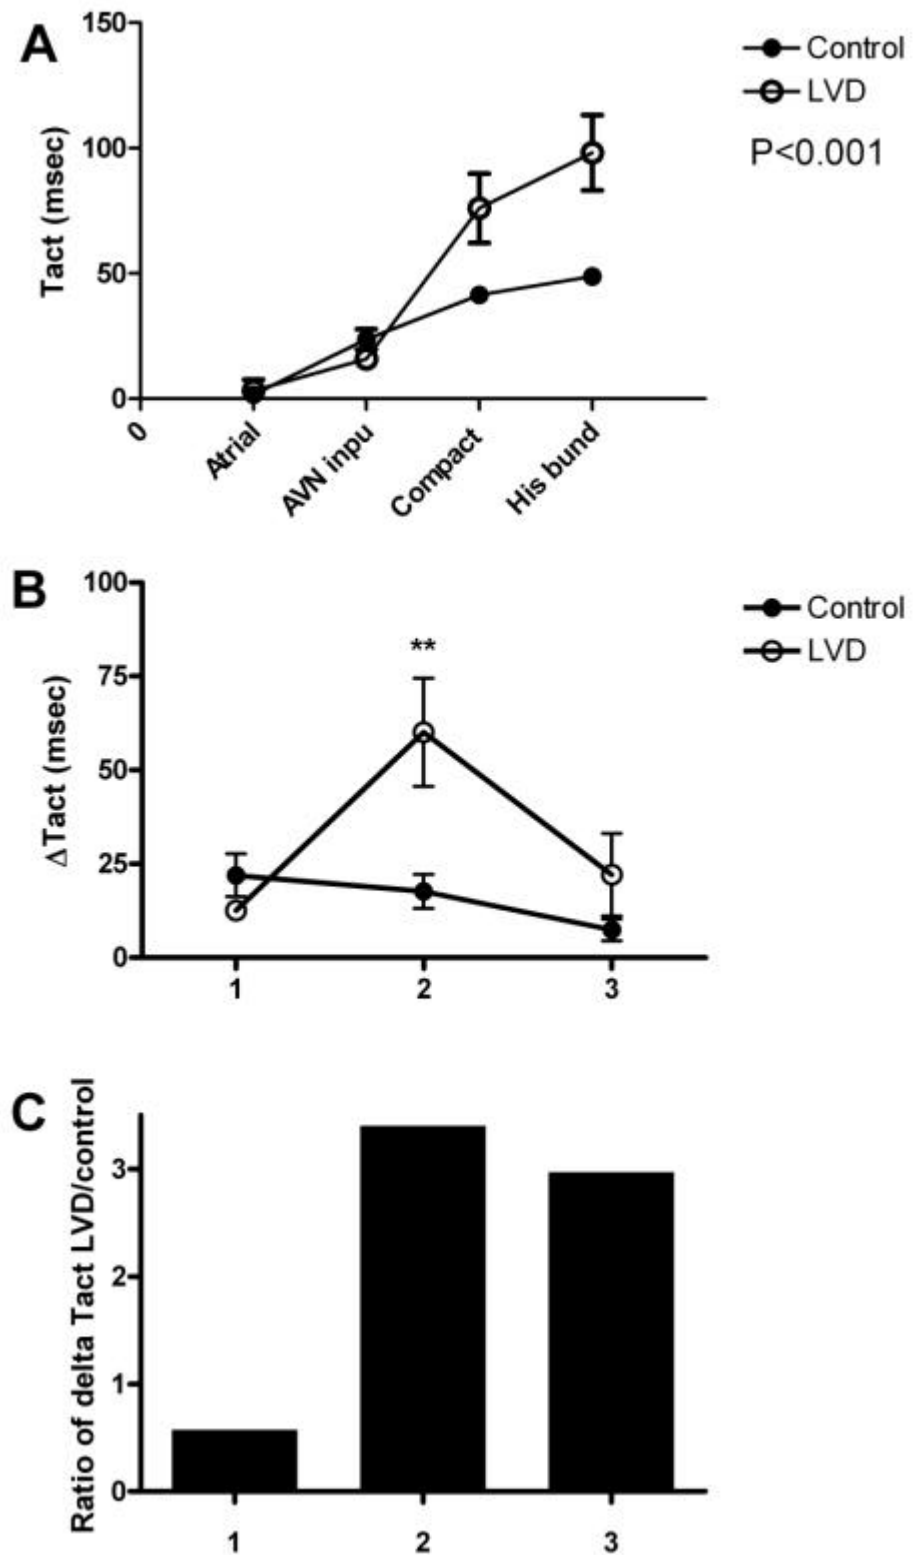 A
150
100
50
0
Tact (msec)
0
Atrial
AVN inpu
Compact
His bund
Control
LVD
P<0.001
B
100
75
50
25
0
ΔTact (msec)
**
1
2
3
Control
LVD
C
3
2
1
0
Ratio of delta Tact LVD/control
1
2
3